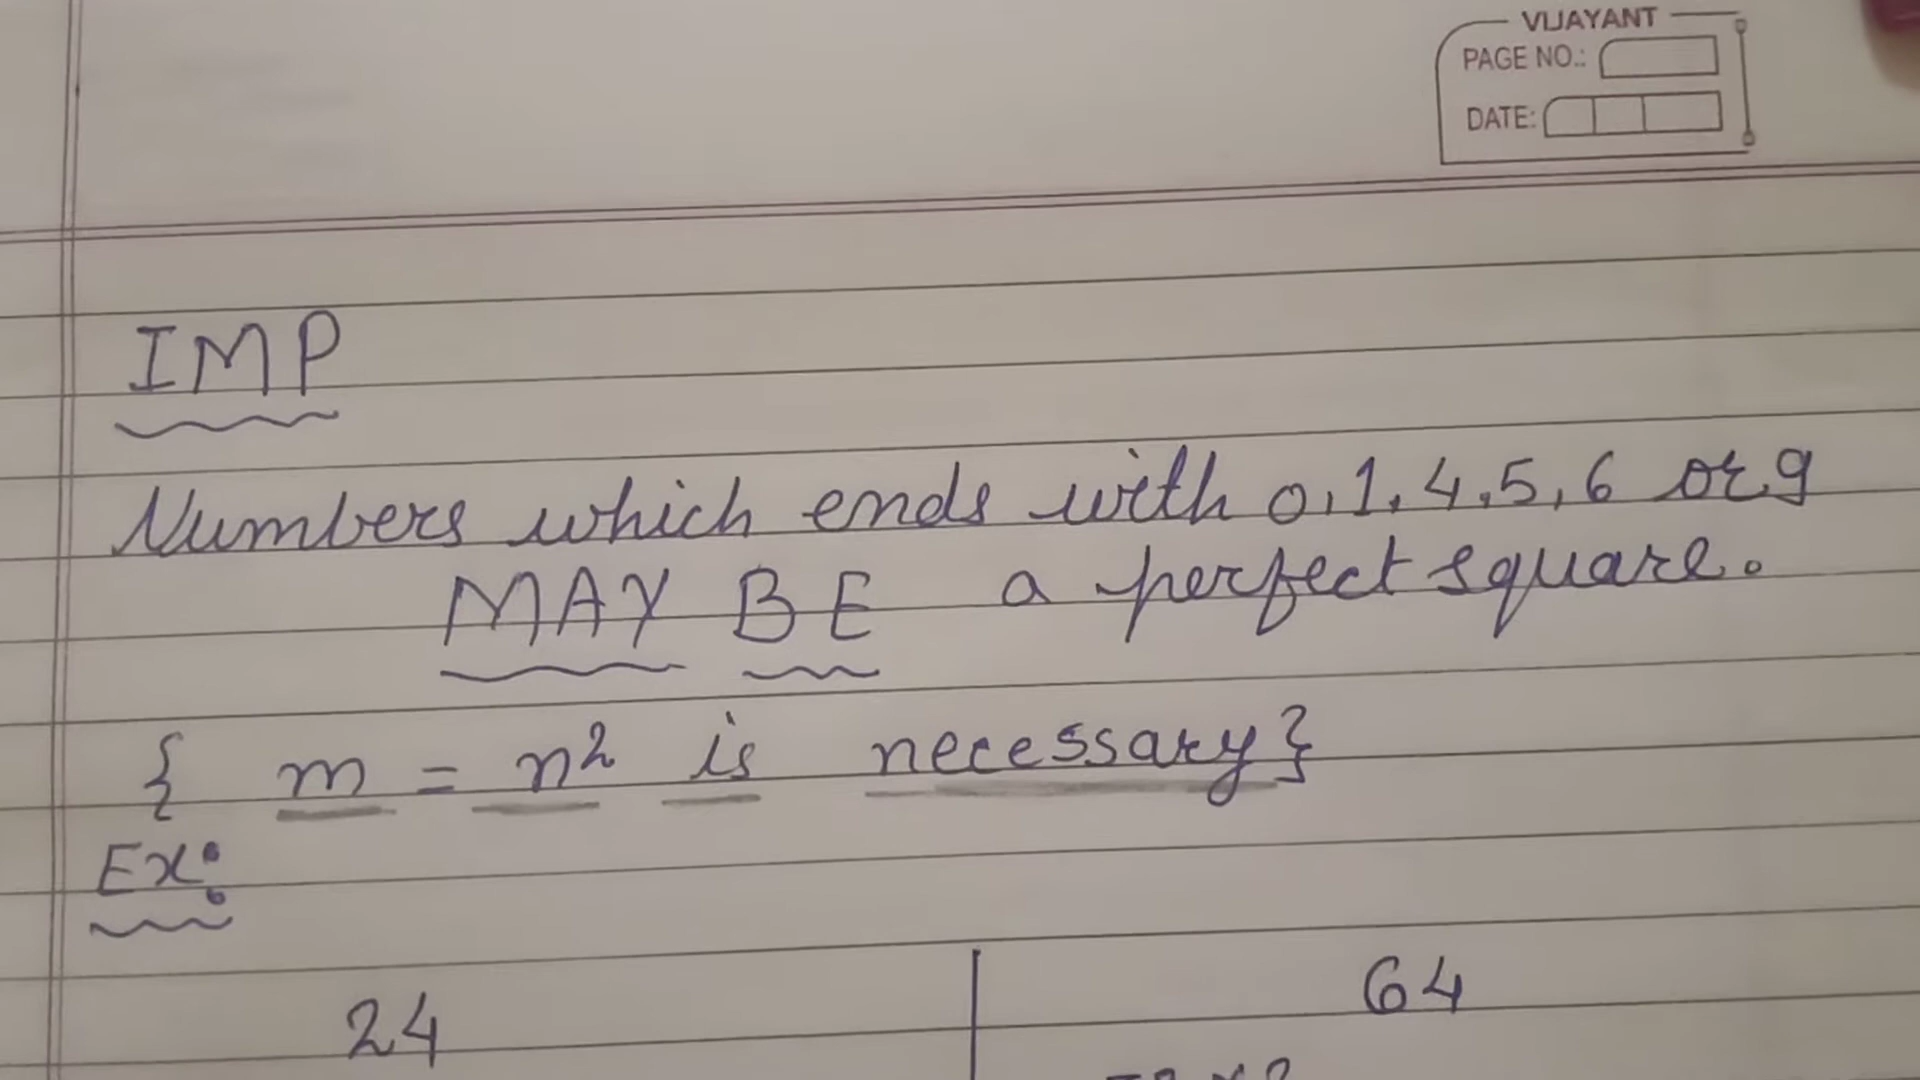 VIJAYANT
PAGE NO.:
DATE:
IMP
Numbers which ends with 0,1,4,5,6 or 9
MAY BE a perfect square.
{ m = n² is necessary}
Ex:
24
64